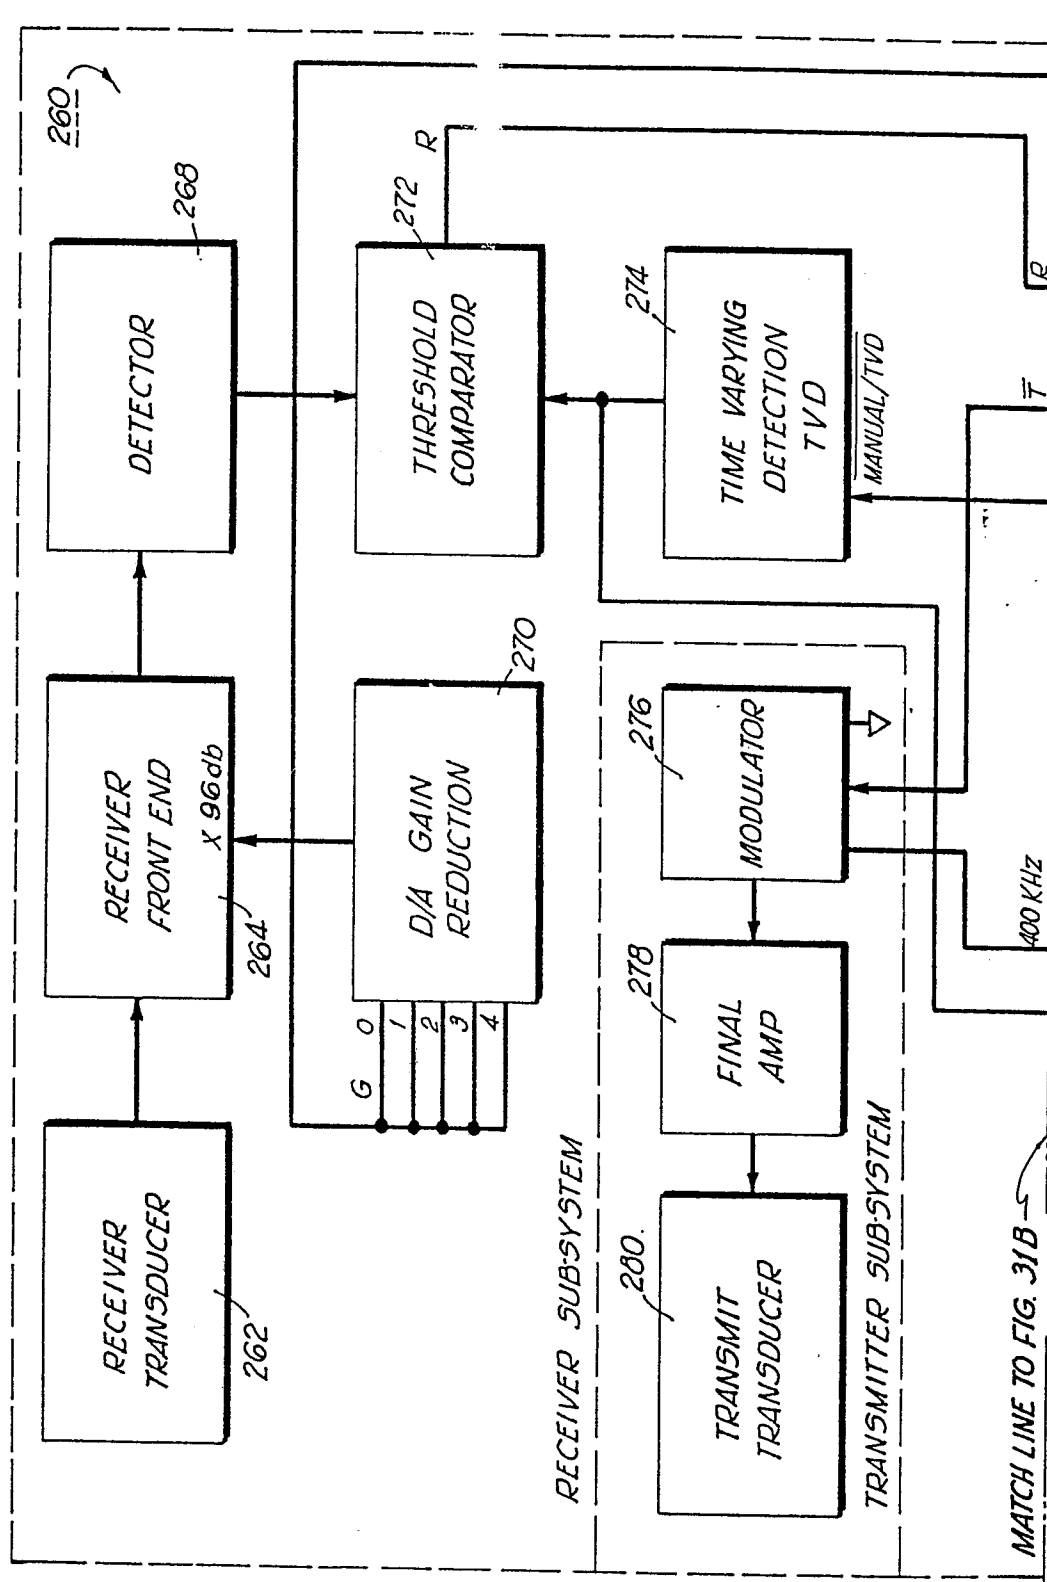 260
RECEIVER
TRANSDUCER
262
RECEIVER
FRONT END
X 96db
264
DETECTOR
268
G
0
1
2
3
4
D/A GAIN
REDUCTION
270
THRESHOLD
COMPARATOR
272
R
RECEIVER SUB-SYSTEM
TIME VARYING
DETECTION
TVD
274
MANUAL/TVD
TRANSMIT
TRANSDUCER
280.
FINAL
AMP
278
MODULATOR
276
TRANSMITTER SUB-SYSTEM
400 KHZ
T
R
MATCH LINE TO FIG. 31B